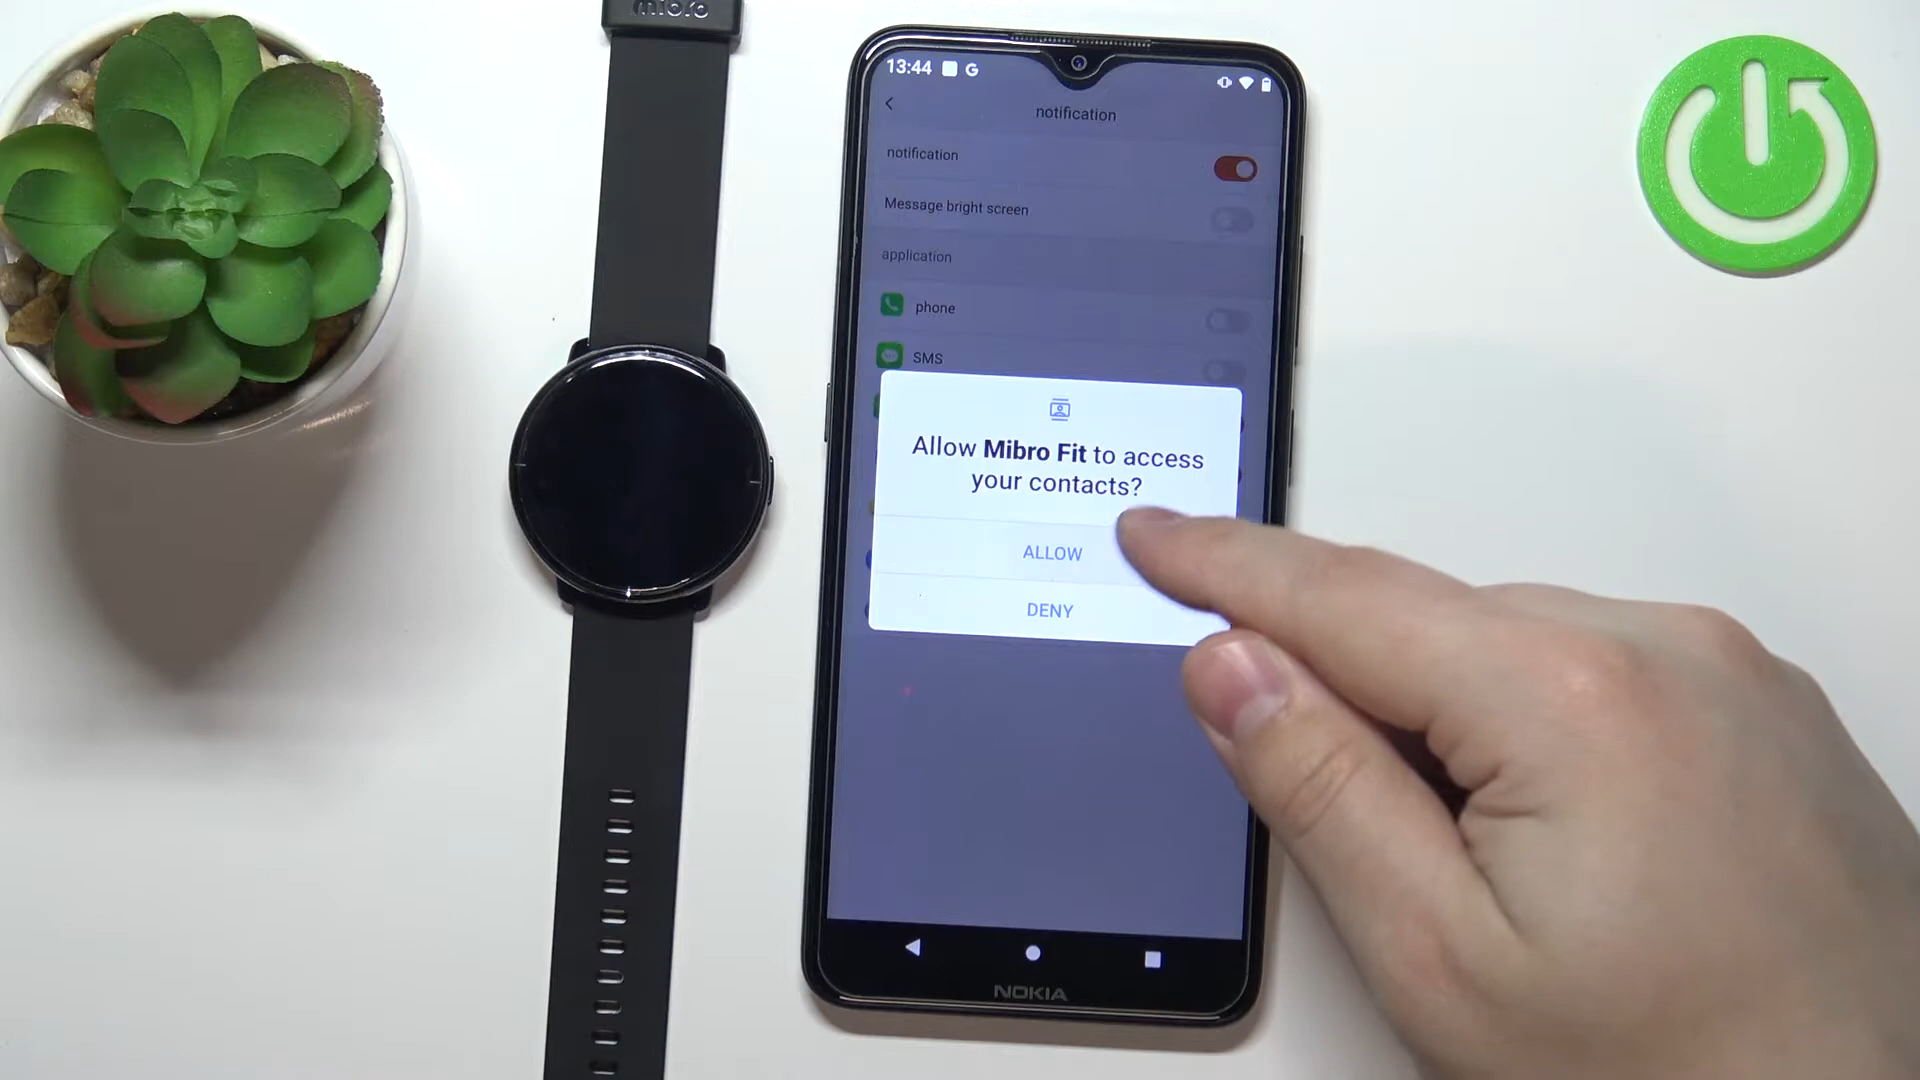 mibro
13:44 G
notification
notification
Message bright screen
application
phone
SMS
Allow Mibro Fit to access
your contacts?
ALLOW
DENY
NOKIA